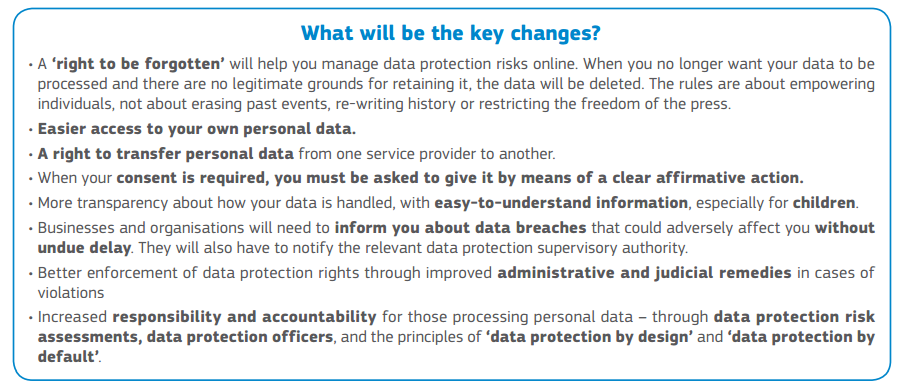 What will be the key changes?
• A ‘right to be forgotten’ will help you manage data protection risks online. When you no longer want your data to be
processed and there are no legitimate grounds for retaining it, the data will be deleted. The rules are about empowering
individuals, not about erasing past events, re-writing history or restricting the freedom of the press.
• Easier access to your own personal data.
• A right to transfer personal data from one service provider to another.
• When your consent is required, you must be asked to give it by means of a clear affirmative action.
• More transparency about how your data is handled, with easy-to-understand information, especially for children.
• Businesses and organisations will need to inform you about data breaches that could adversely affect you without
undue delay. They will also have to notify the relevant data protection supervisory authority.
• Better enforcement of data protection rights through improved administrative and judicial remedies in cases of
violations
• Increased responsibility and accountability for those processing personal data – through data protection risk
assessments, data protection officers, and the principles of ‘data protection by design’ and ‘data protection by
default’.